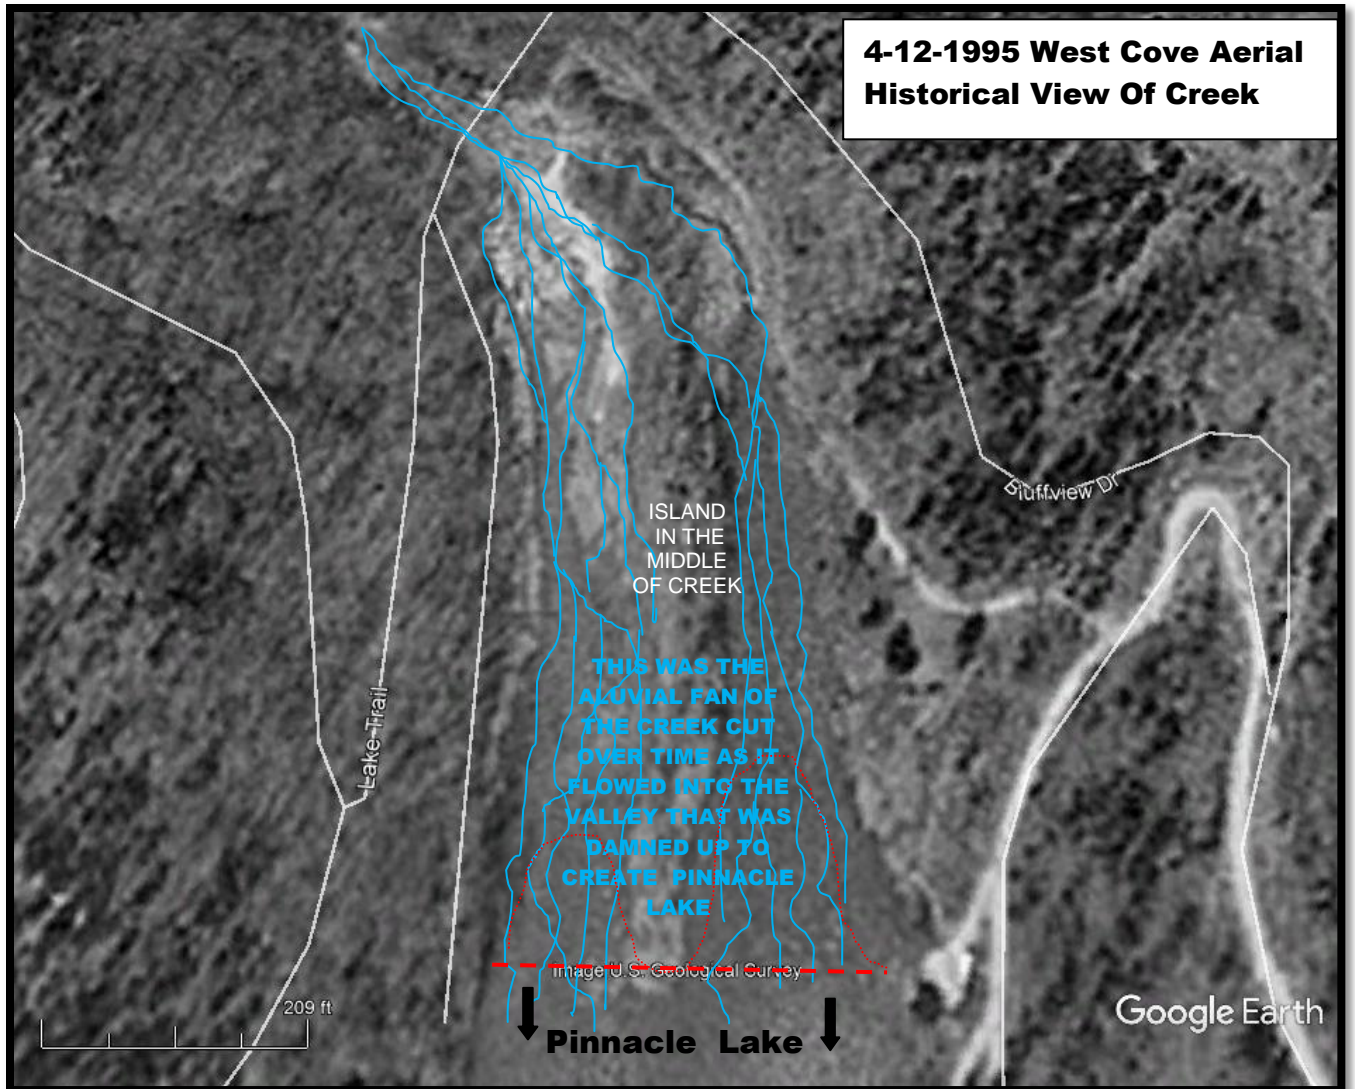 4-12-1995 West Cove Aerial
Historical View Of Creek
Bluffview Dr
ISLAND
IN THE
MIDDLE
OF CREEK
THIS WAS THE
ALUVIAL FAN OF
THE CREEK CUT
OVER TIME AS IT
FLOWED INTO THE
VALLEY THAT WAS
DAMNED UP TO
CREATE PINNACLE
LAKE
Lake Trail
Image U.S. Geological Survey
209 ft
Google Earth
Pinnacle Lake